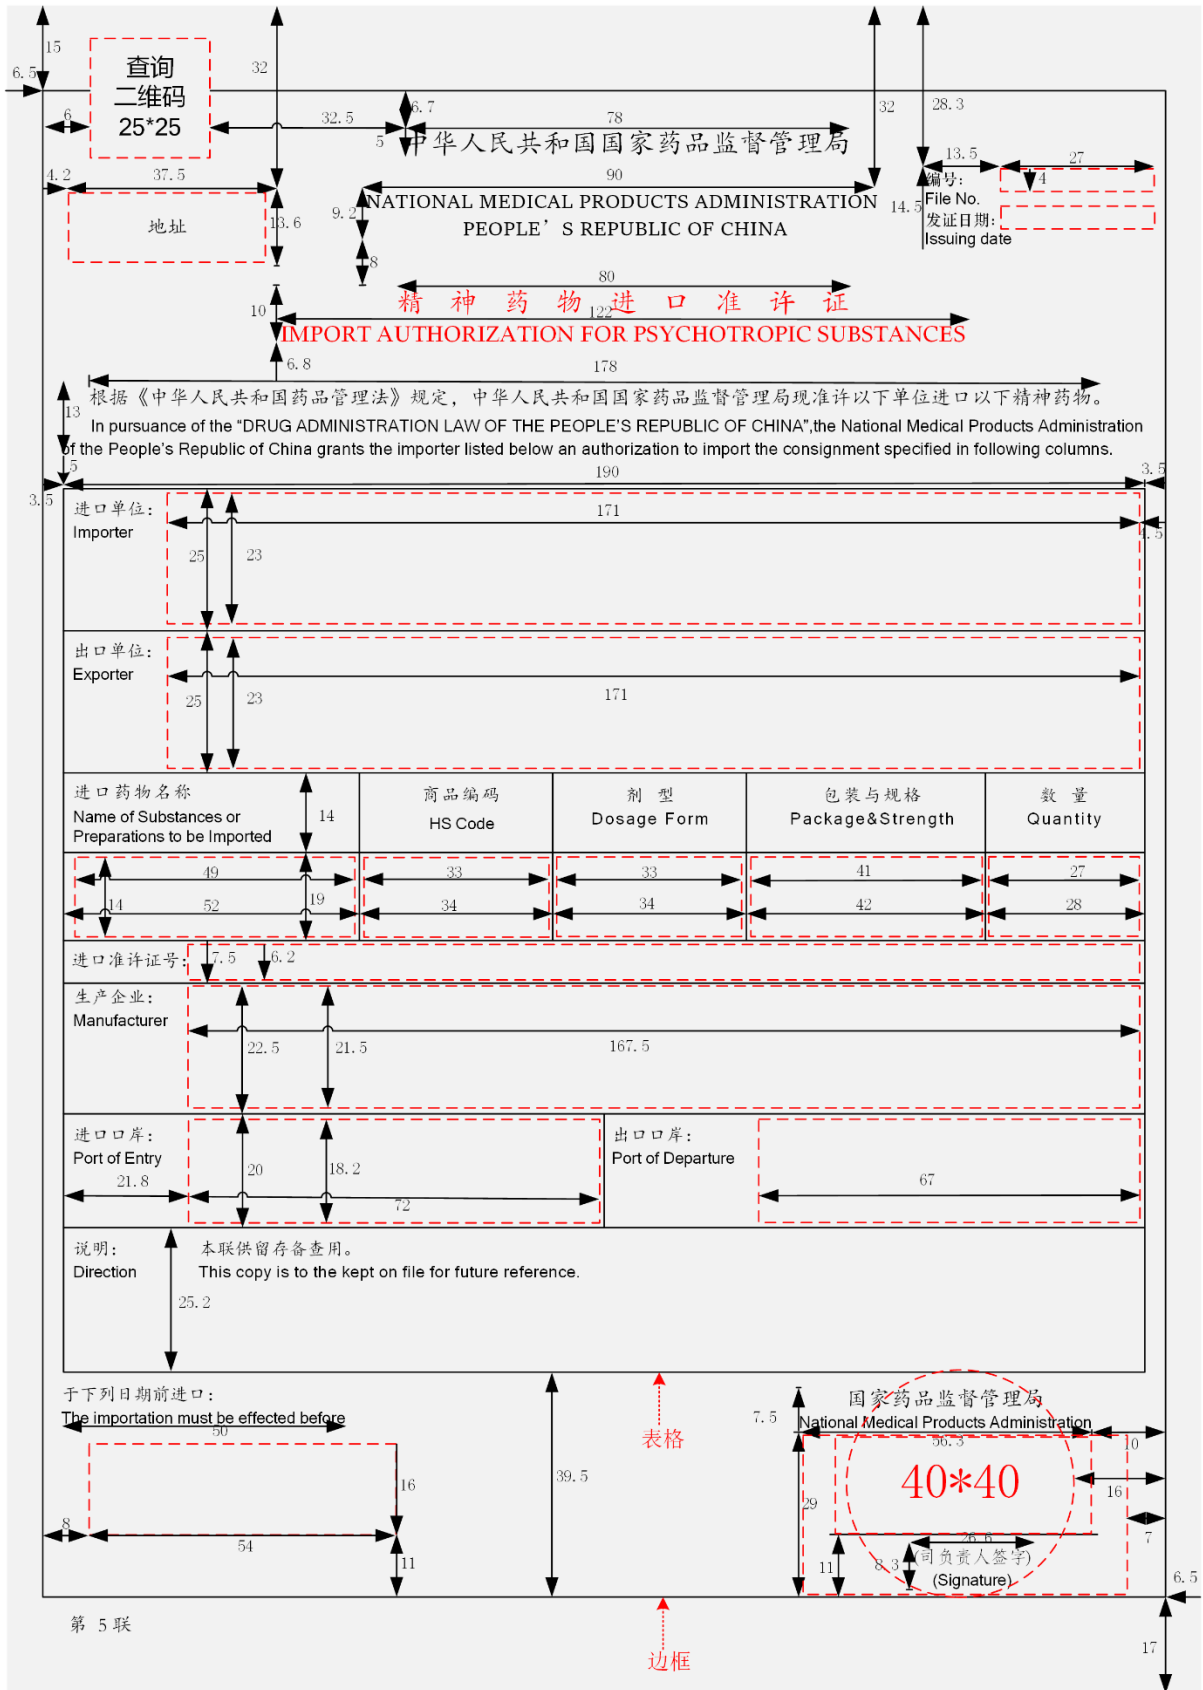 15
6.5
查询
二维码
25*25
32
6
32.5
6.7
5
78
32
28.3
中华人民共和国国家药品监督管理局
4.2
37.5
90
13.5
27
编号：
4
File No.
14.5
发证日期：
Issuing date
地址
13.6
9.2
NATIONAL MEDICAL PRODUCTS ADMINISTRATION
PEOPLE’S REPUBLIC OF CHINA
8
80
10
精神药物进口准许证
122
IMPORT AUTHORIZATION FOR PSYCHOTROPIC SUBSTANCES
6.8
178
13
根据《中华人民共和国药品管理法》规定，中华人民共和国国家药品监督管理局现准许以下单位进口以下精神药物。
In pursuance of the “DRUG ADMINISTRATION LAW OF THE PEOPLE’S REPUBLIC OF CHINA”,the National Medical Products Administration
of the People’s Republic of China grants the importer listed below an authorization to import the consignment specified in following columns.
5
190
3.5
3.5
进口单位：
Importer
171
4.5
25
23
出口单位：
Exporter
25
23
171
进口药物名称
Name of Substances or
Preparations to be Imported
14
商品编码
HS Code
剂 型
Dosage Form
包装与规格
Package&Strength
数 量
Quantity
49
33
33
41
27
14
52
19
34
34
42
28
进口准许证号：
7.5
6.2
生产企业：
Manufacturer
22.5
21.5
167.5
进口口岸：
Port of Entry
21.8
20
18.2
72
出口口岸：
Port of Departure
67
说明：
Direction
本联供留存备查用。
This copy is to the kept on file for future reference.
25.2
于下列日期前进口：
The importation must be effected before
50
16
8
54
11
39.5
表格
7.5
国家药品监督管理局
National Medical Products Administration
56.3
10
40*40
16
29
7
26.6
11
8.3
(司负责人签字)
(Signature)
6.5
第 5 联
边框
17